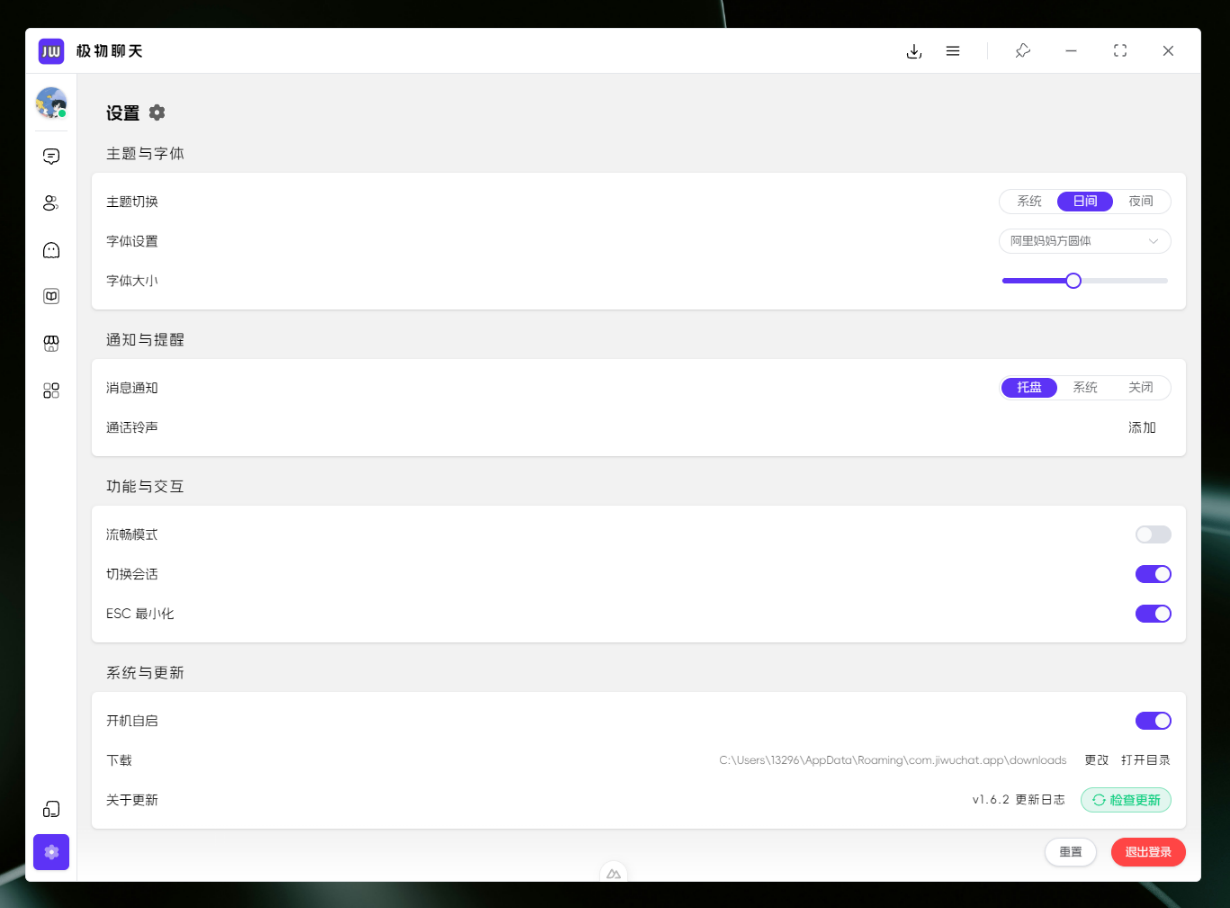 JW 极物聊天
设置
主题与字体
主题切换 系统 日间 夜间
字体设置 阿里妈妈方圆体
字体大小
通知与提醒
消息通知 托盘 系统 关闭
通话铃声 添加
功能与交互
流畅模式
切换会话
ESC 最小化
系统与更新
开机自启
下载 C:\Users\13296\AppData\Roaming\com.jiwuchat.app\downloads 更改 打开目录
关于更新 v1.6.2 更新日志 检查更新
重置 退出登录